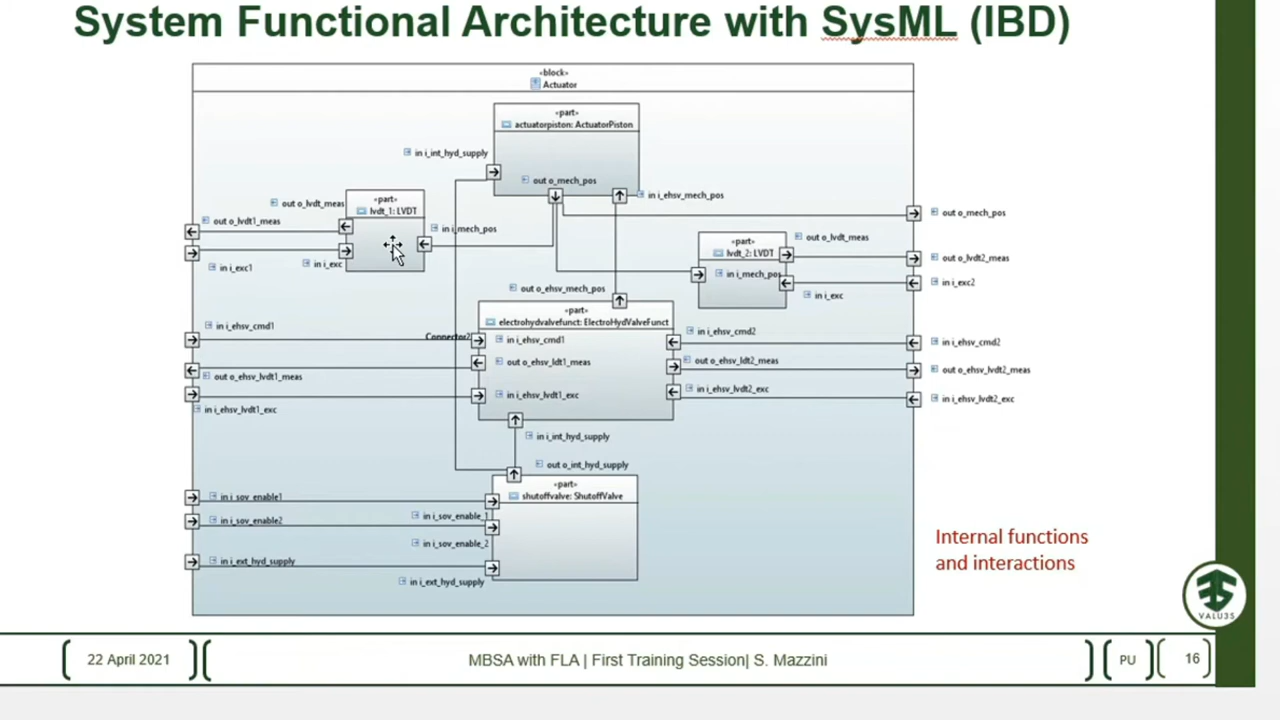 System Functional Architecture with SysML (IBD)
«block»
Actuator
«part»
actuatorpiston: ActuatorPiston
in i_int_hyd_supply
out o_mech_pos
in i_ehsv_mech_pos
out o_lvdt_meas
«part»
lvdt_1: LVDT
out o_lvdt1_meas
in i_mech_pos
in i_exc
in i_exc1
out o_mech_pos
«part»
lvdt_2: LVDT
out o_lvdt_meas
out o_lvdt2_meas
in i_mech_pos
in i_exc2
in i_exc
out o_ehsv_mech_pos
«part»
electrohydvalvefunct: ElectroHydValveFunct
in i_ehsv_cmd1
Connector2
in i_ehsv_cmd1
in i_ehsv_cmd2
in i_ehsv_cmd2
out o_ehsv_ldt1_meas
out o_ehsv_ldt2_meas
out o_ehsv_lvdt2_meas
out o_ehsv_lvdt1_meas
in i_ehsv_lvdt1_exc
in i_ehsv_lvdt2_exc
in i_ehsv_lvdt2_exc
in i_ehsv_lvdt1_exc
in i_int_hyd_supply
out o_int_hyd_supply
«part»
shutoffvalve: ShutoffValve
in i_sov_enable1
in i_sov_enable_1
in i_sov_enable2
in i_sov_enable_2
in i_ext_hyd_supply
in i_ext_hyd_supply
Internal functions
and interactions
VALU3S
22 April 2021
MBSA with FLA | First Training Session| S. Mazzini
PU
16